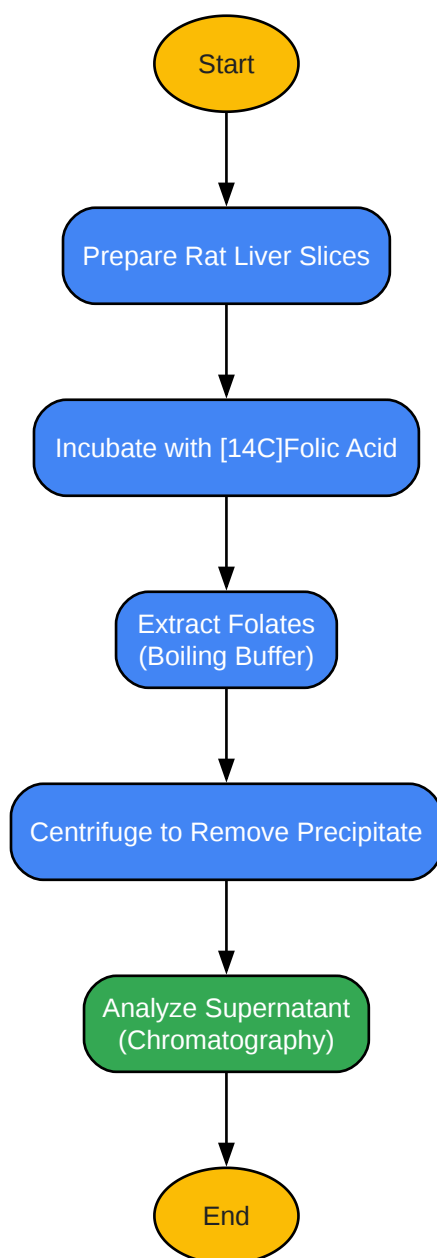 Start
Prepare Rat Liver Slices
Incubate with [14C]Folic Acid
Extract Folates
(Boiling Buffer)
Centrifuge to Remove Precipitate
Analyze Supernatant
(Chromatography)
End